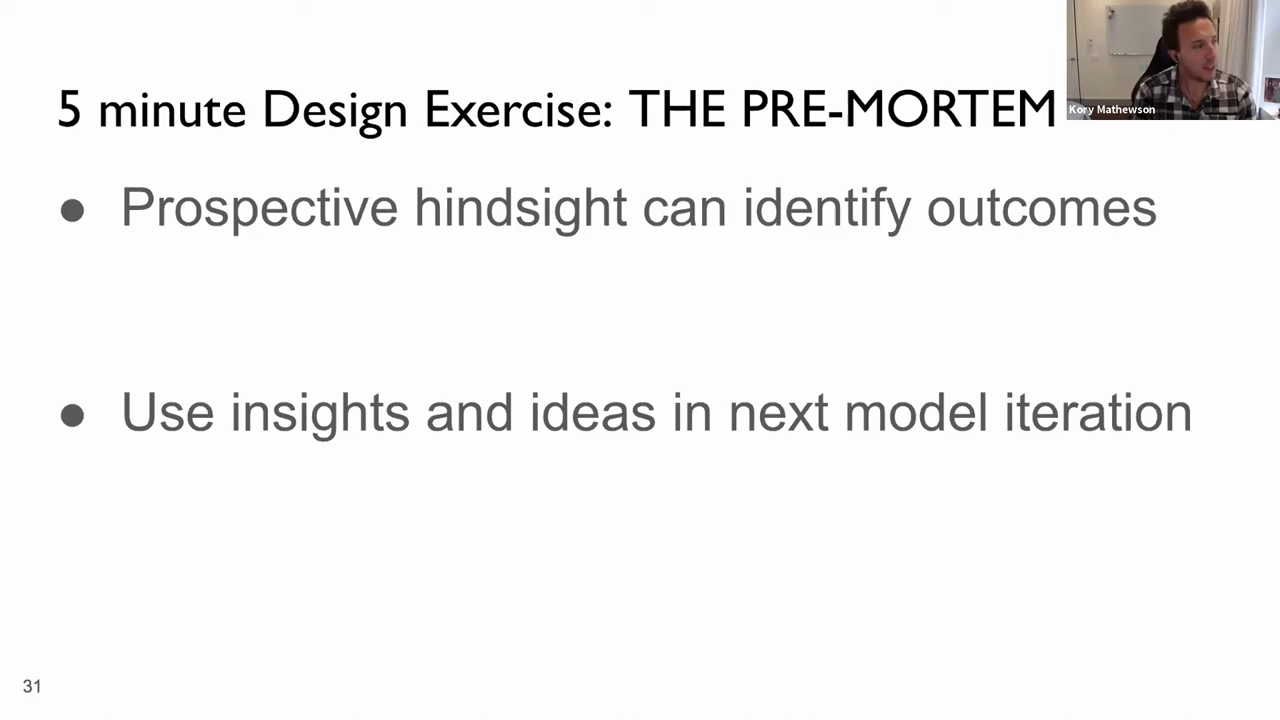 5 minute Design Exercise: THE PRE-MORTEM
Kory Mathewson
● Prospective hindsight can identify outcomes
● Use insights and ideas in next model iteration
31